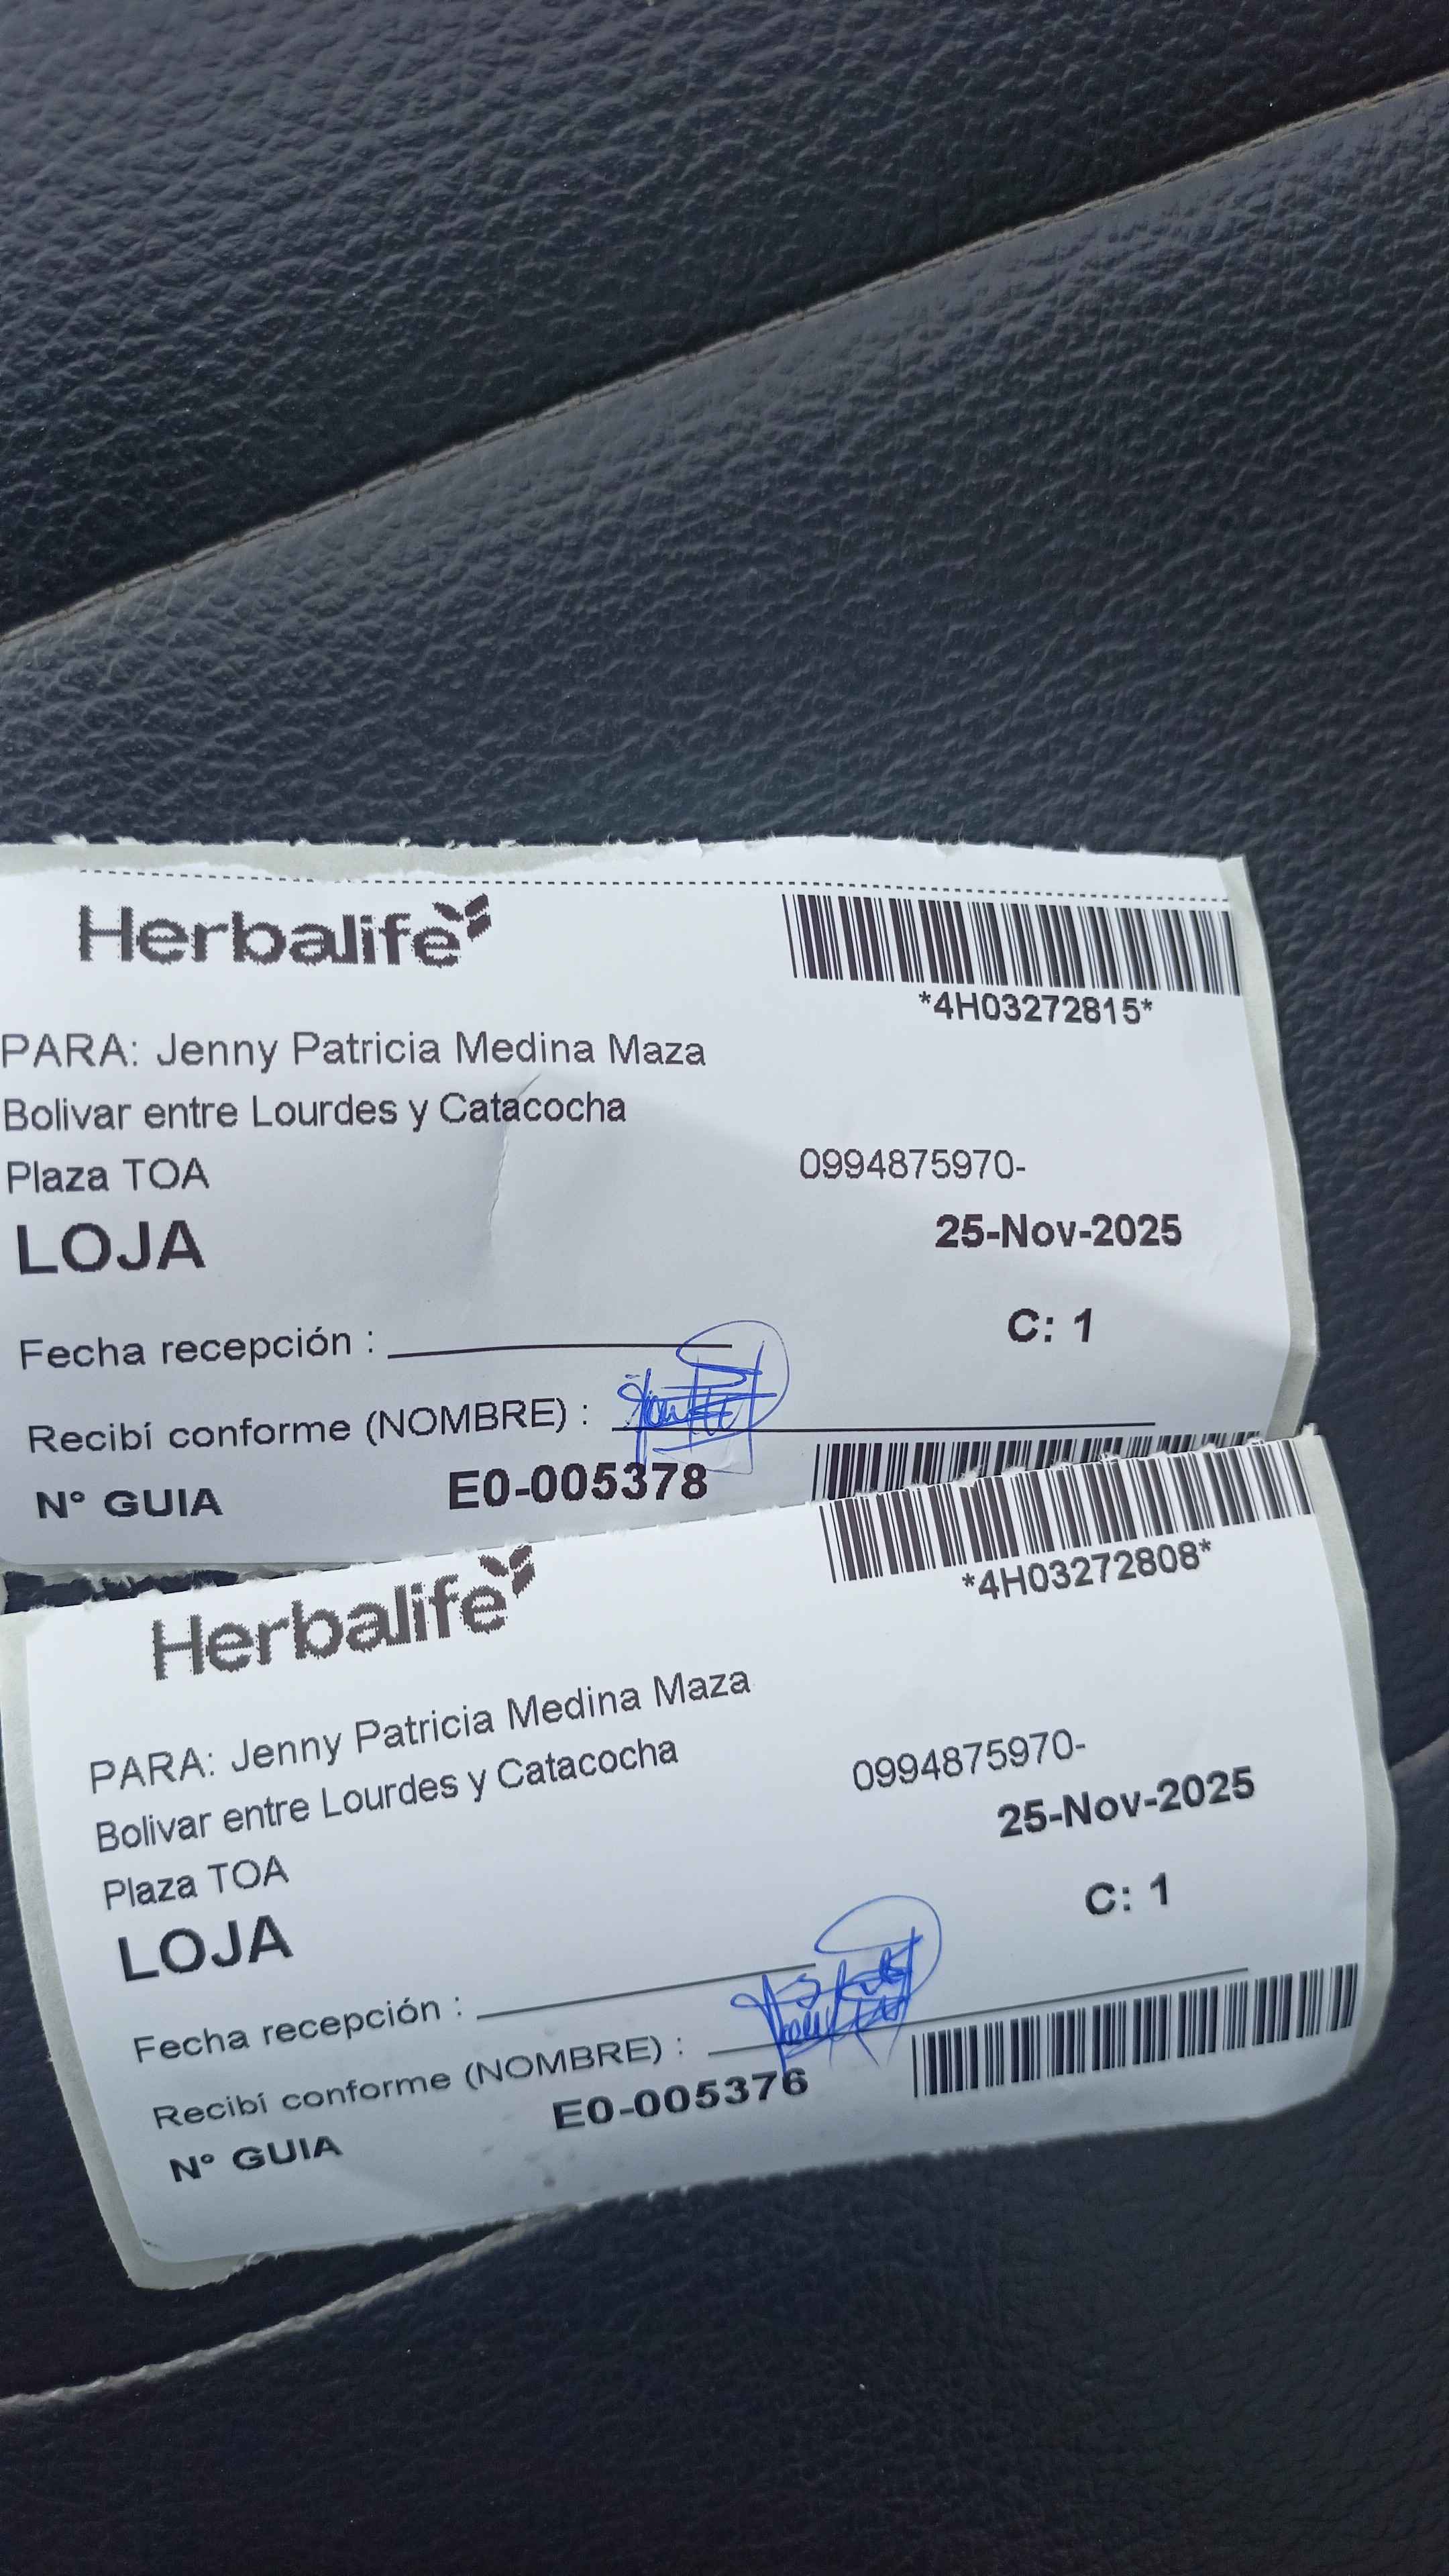 Herbalife
*4H03272815*
PARA: Jenny Patricia Medina Maza
Bolivar entre Lourdes y Catacocha
Plaza TOA
0994875970-
LOJA
25-Nov-2025
C: 1
Fecha recepción :
Recibí conforme (NOMBRE) :
Nº GUIA E0-005378
Herbalife
*4H03272808*
PARA: Jenny Patricia Medina Maza
Bolivar entre Lourdes y Catacocha
Plaza TOA
0994875970-
LOJA
25-Nov-2025
C: 1
Fecha recepción :
Recibí conforme (NOMBRE) :
Nº GUIA E0-005376